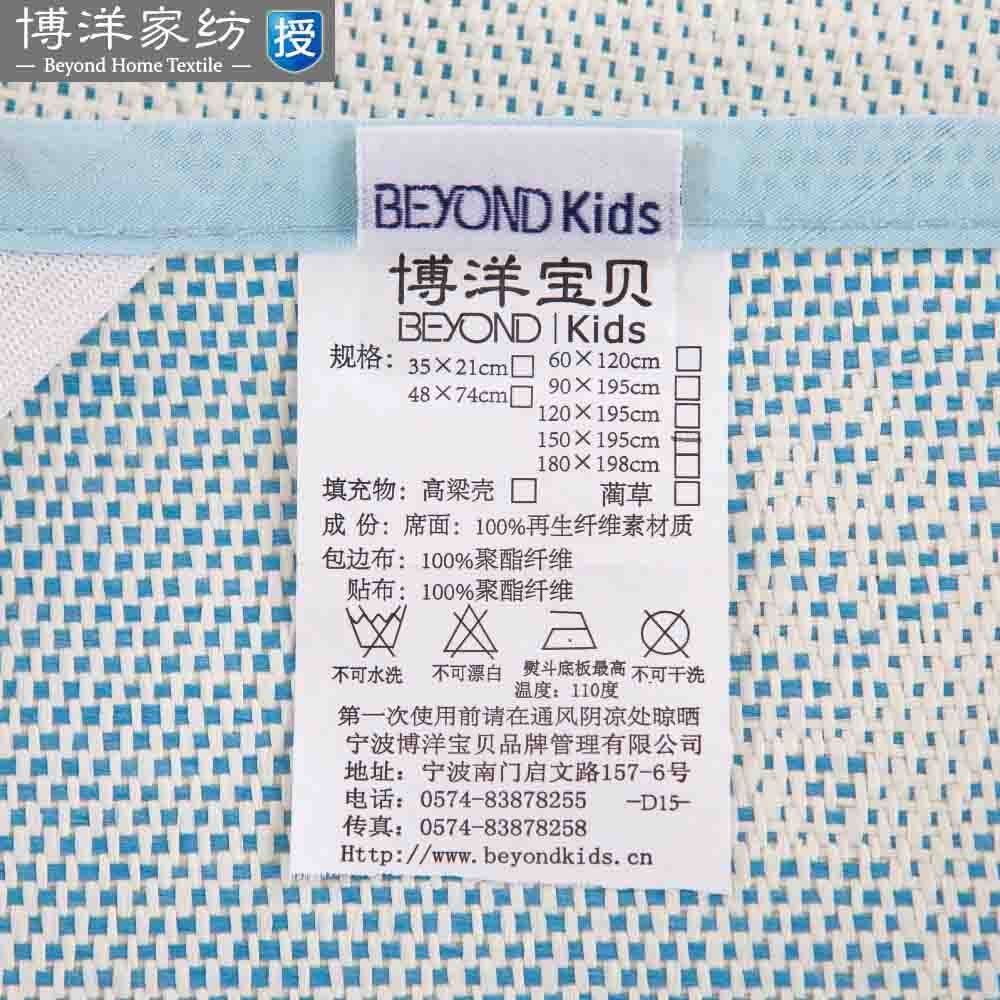 博洋家纺
授
Beyond Home Textile
BEYOND Kids
博洋宝贝
BEYOND | Kids
规格: 35×21cm□ 60×120cm □
48×74cm□ 90×195cm □
120×195cm □
150×195cm □
180×198cm □
填充物: 高梁壳 □ 蔺草 □
成 份: 席面: 100%再生纤维素材质
包边布: 100%聚酯纤维
贴布: 100%聚酯纤维
不可水洗 不可漂白 熨斗底板最高 不可干洗
温度: 110度
第一次使用前请在通风阴凉处晾晒
宁波博洋宝贝品牌管理有限公司
地址: 宁波南门启文路157-6号
电话: 0574-83878255 -D15-
传真: 0574-83878258
Http://www.beyondkids.cn